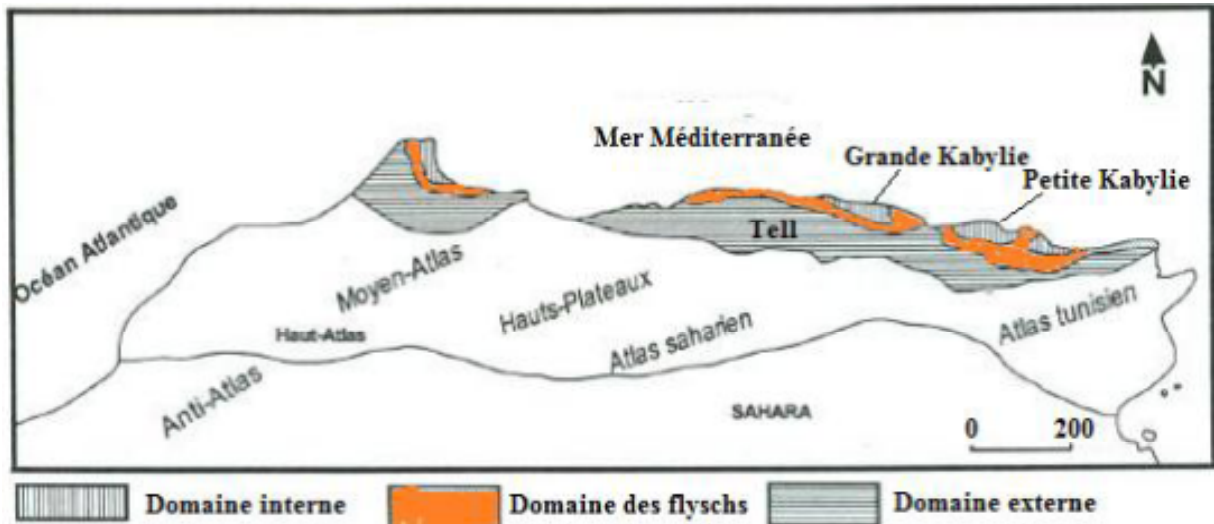 N
Mer Méditerranée
Grande Kabylie
Petite Kabylie
Océan Atlantique
Tell
Moyen-Atlas
Hauts-Plateaux
Haut-Atlas
Atlas saharien
Atlas tunisien
Anti-Atlas
SAHARA
0 200
Domaine interne Domaine des flyschs Domaine externe